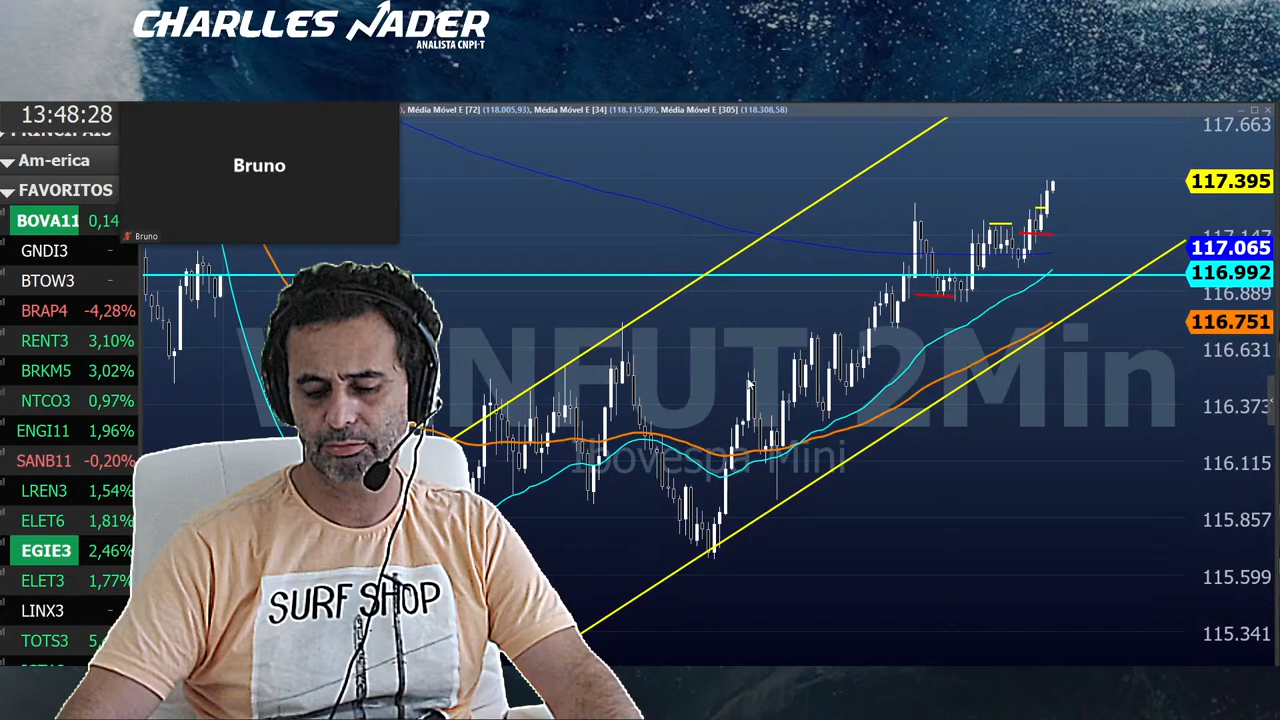 CHARLLES NADER
ANALISTA CNPI-T
13:48:28
Am-erica
FAVORITOS
BOVA11 0,14
GNDI3 -
BTOW3 -
BRAP4 -4,28%
RENT3 3,10%
BRKM5 3,02%
NTCO3 0,97%
ENGI11 1,96%
SANB11 -0,20%
LREN3 1,54%
ELET6 1,81%
EGIE3 2,46%
ELET3 1,77%
LINX3 -
TOTS3 5,
Bruno
Bruno
, Média Móvel E [72] (118.005,93), Média Móvel E [34] (118.115,89), Média Móvel E [305] (118.308,58)
117.663
117.395
117.147
117.065
116.992
116.889
116.751
116.631
116.373
116.115
115.857
115.599
115.341
2Min
Mini
SURF SHOP